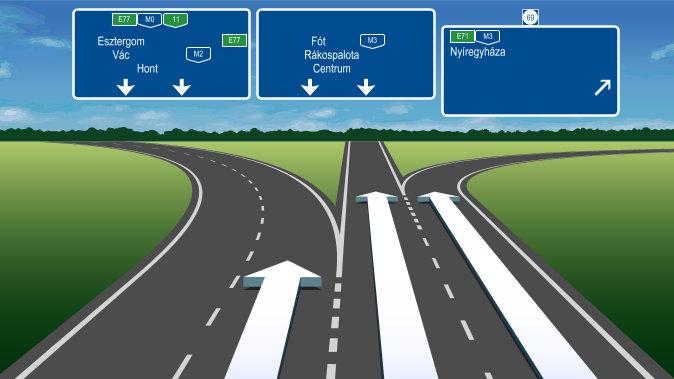 E77 M0 11
Esztergom
E77
Vác
M2
Hont
Fót
M3
Rákospalota
Centrum
69
E71 M3
Nyíregyháza